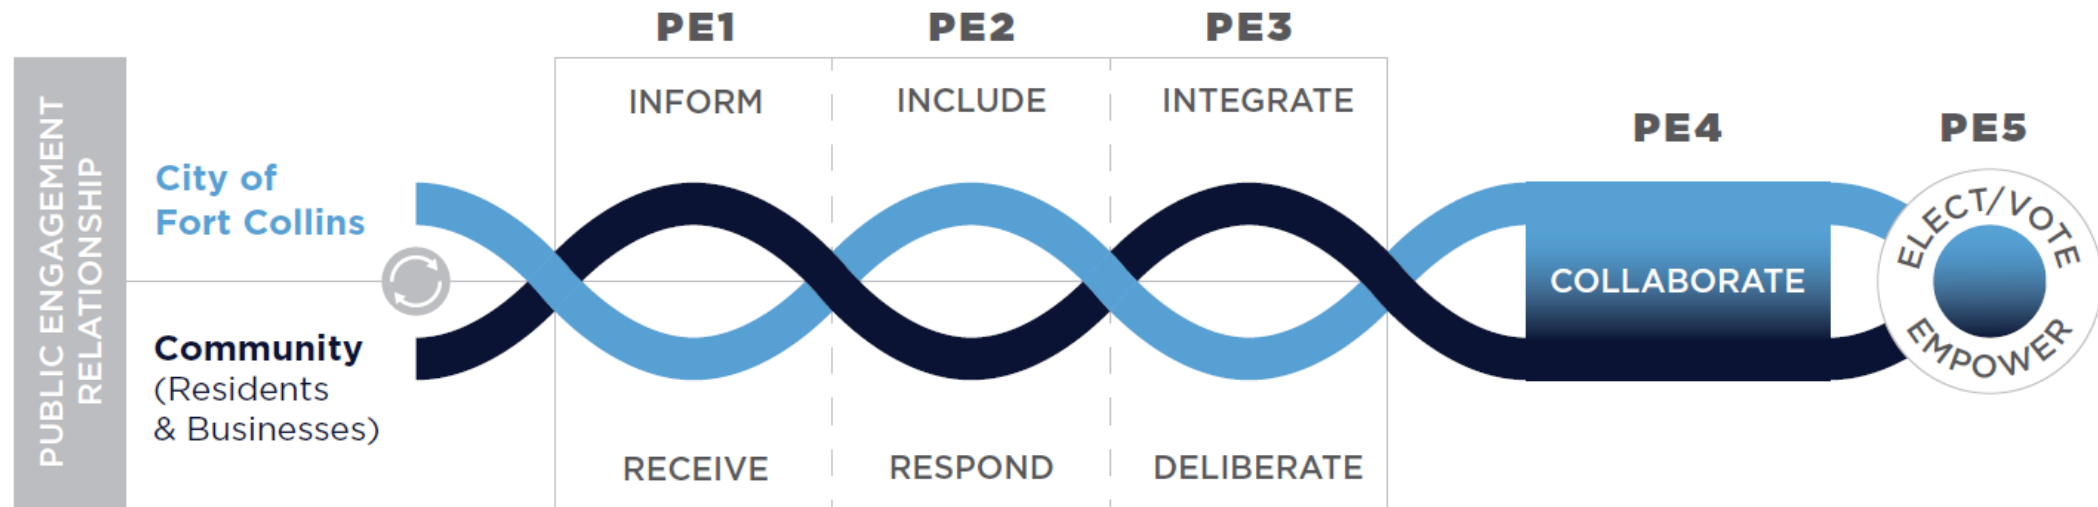 PUBLIC ENGAGEMENT
RELATIONSHIP
City of
Fort Collins
Community
(Residents
& Businesses)
PE1
INFORM
RECEIVE
PE2
INCLUDE
RESPOND
PE3
INTEGRATE
DELIBERATE
PE4
COLLABORATE
PE5
ELECT/VOTE
EMPOWER